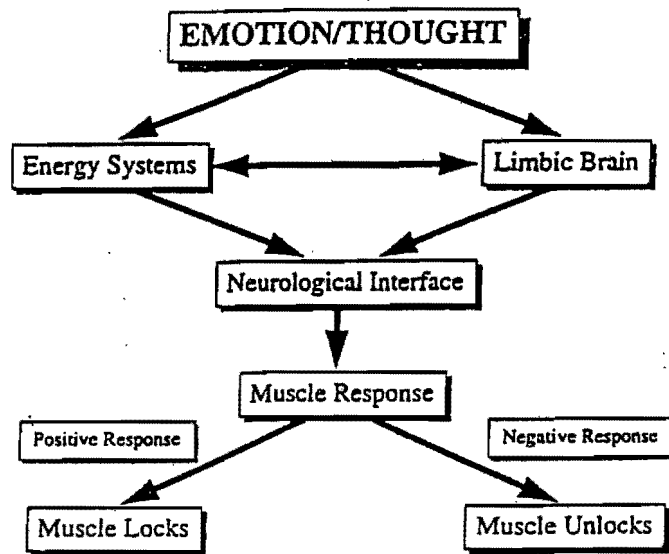 EMOTION/THOUGHT
Energy Systems
Limbic Brain
Neurological Interface
Muscle Response
Positive Response
Negative Response
Muscle Locks
Muscle Unlocks